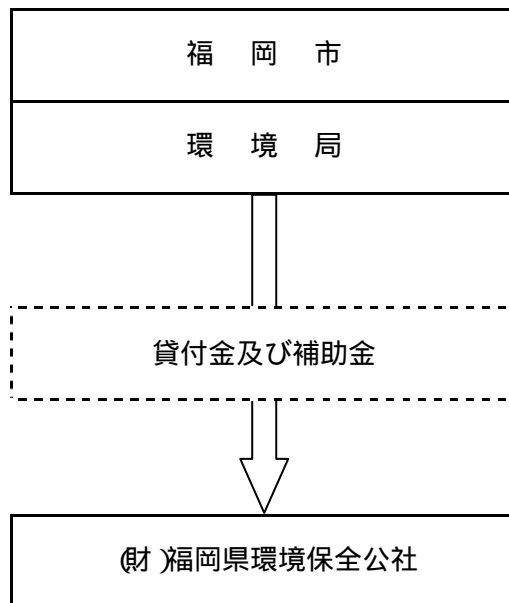 福 岡 市
環 境 局
貸付金及び補助金
(財)福岡県環境保全公社